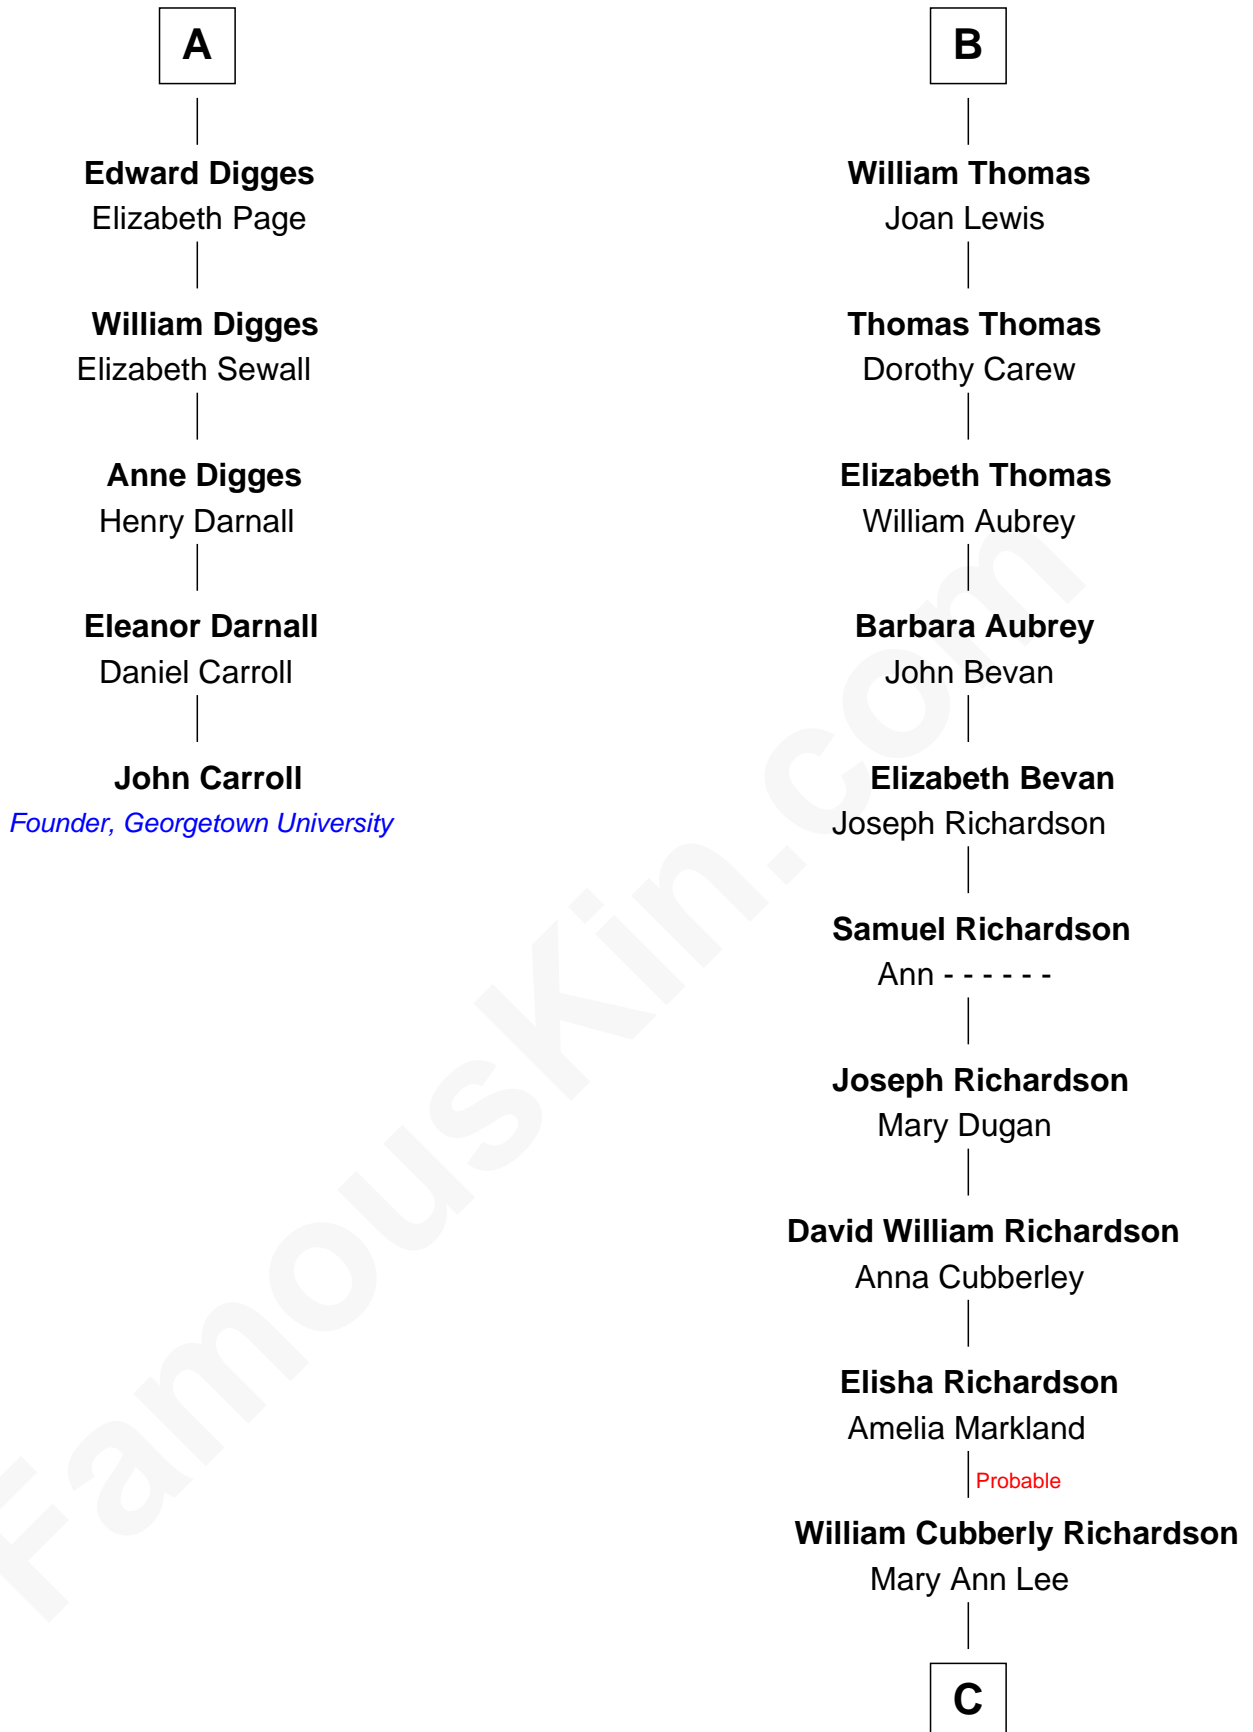 A
Edward Digges
Elizabeth Page
William Digges
Elizabeth Sewall
Anne Digges
Henry Darnall
Eleanor Darnall
Daniel Carroll
John Carroll
Founder, Georgetown University
B
William Thomas
Joan Lewis
Thomas Thomas
Dorothy Carew
Elizabeth Thomas
William Aubrey
Barbara Aubrey
John Bevan
Elizabeth Bevan
Joseph Richardson
Samuel Richardson
Ann - - - - - -
Joseph Richardson
Mary Dugan
David William Richardson
Anna Cubberley
Elisha Richardson
Amelia Markland
Probable
William Cubberly Richardson
Mary Ann Lee
C
FamousKin.com